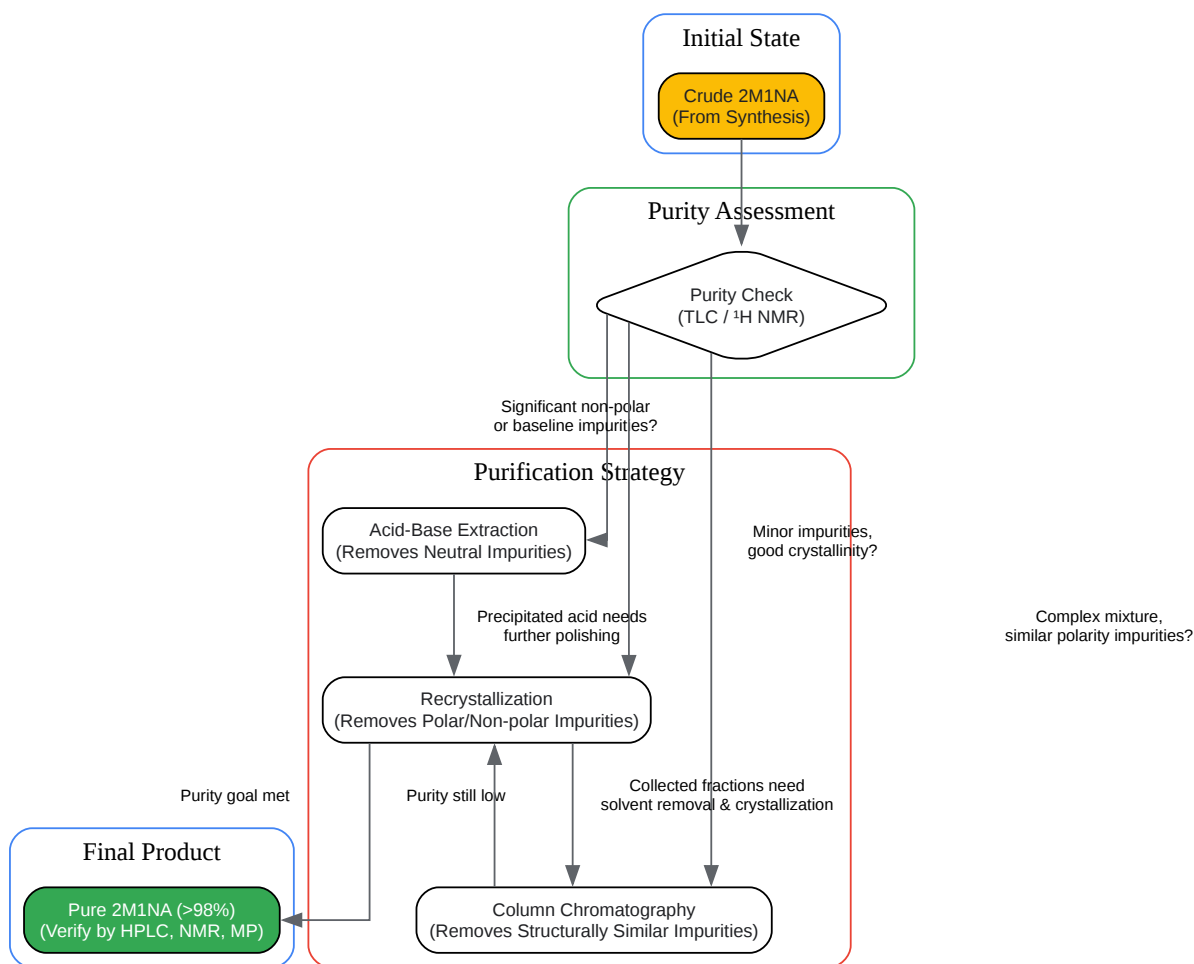 Initial State
Crude 2M1NA
(From Synthesis)
Purity Assessment
Purity Check
(TLC / ¹H NMR)
Significant non-polar
or baseline impurities?
Purification Strategy
Acid-Base Extraction
(Removes Neutral Impurities)
Minor impurities,
good crystallinity?
Precipitated acid needs
further polishing
Complex mixture,
similar polarity impurities?
Recrystallization
(Removes Polar/Non-polar Impurities)
Purity goal met
Purity still low
Collected fractions need
solvent removal & crystallization
Final Product
Pure 2M1NA (>98%)
(Verify by HPLC, NMR, MP)
Column Chromatography
(Removes Structurally Similar Impurities)